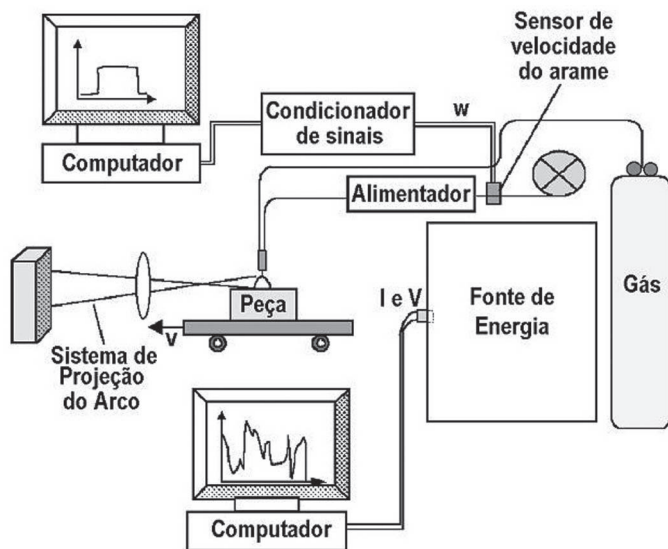 Sensor de
velocidade
do arame
Condicionador
de sinais
w
Computador
Alimentador
Gás
Peça
I e V
Fonte de
Energia
v
Sistema de
Projeção
do Arco
Computador